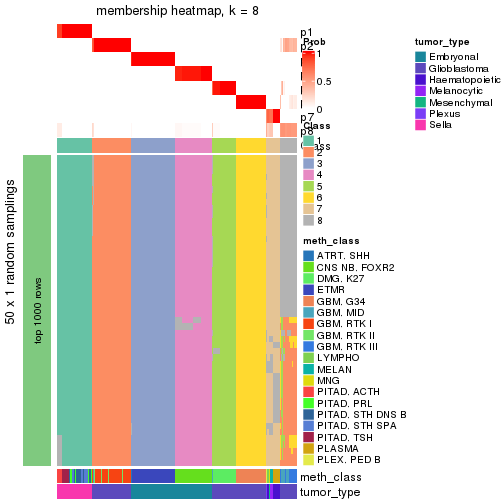 membership heatmap, k = 8
p1
p2
p7
p8
50 x 1 random samplings
top 1000 rows
Prob
1
0.5
0
Class
1
2
3
4
5
6
7
8
meth_class
ATRT. SHH
CNS NB. FOXR2
DMG. K27
ETMR
GBM. G34
GBM. MID
GBM. RTK I
GBM. RTK II
GBM. RTK III
LYMPHO
MELAN
MNG
PITAD. ACTH
PITAD. PRL
PITAD. STH DNS B
PITAD. STH SPA
PITAD. TSH
PLASMA
PLEX. PED B
tumor_type
Embryonal
Glioblastoma
Haematopoietic
Melanocytic
Mesenchymal
Plexus
Sella
meth_class
tumor_type